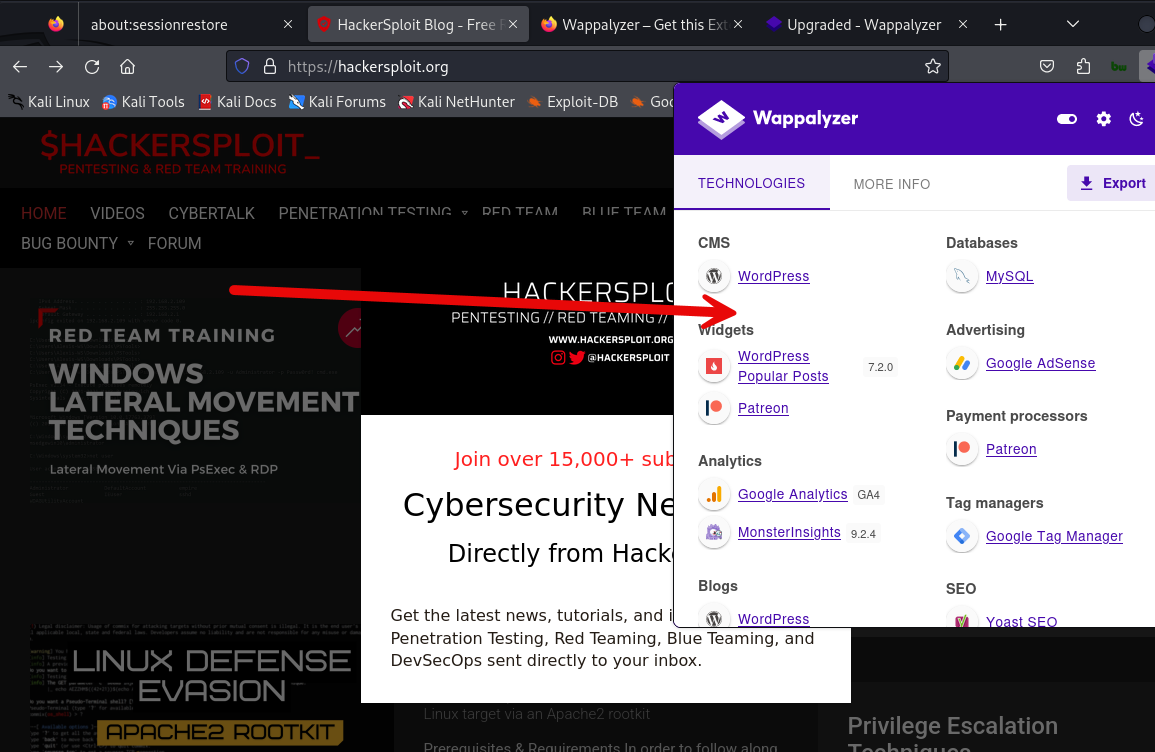 about:sessionrestore
HackerSploit Blog - Free
Wappalyzer – Get this Ext
Upgraded - Wappalyzer
https://hackersploit.org
Kali Linux
Kali Tools
Kali Docs
Kali Forums
Kali NetHunter
Exploit-DB
Goo
$HACKERSPLOIT_
PENTESTING & RED TEAM TRAINING
HOME VIDEOS CYBERTALK PENETRATION TESTING RED TEAM BLUE TEAM
BUG BOUNTY FORUM
RED TEAM TRAINING
WINDOWS
LATERAL MOVEMENT
TECHNIQUES
Lateral Movement Via PsExec & RDP
LINUX DEFENSE
EVASION
APACHE2 ROOTKIT
HACKERSPLO
PENTESTING // RED TEAMING //
WWW.HACKERSPLOIT.ORG
@HACKERSPLOIT
Join over 15,000+ sub
Cybersecurity Ne
Directly from Hack
Get the latest news, tutorials, and i
Penetration Testing, Red Teaming, Blue Teaming, and
DevSecOps sent directly to your inbox.
Linux target via an Apache2 rootkit
Prerequisites & Requirements In order to follow along
Privilege Escalation
Techniques
Wappalyzer
TECHNOLOGIES
MORE INFO
Export
CMS
WordPress
Widgets
WordPress
Popular Posts
7.2.0
Patreon
Analytics
Google Analytics GA4
MonsterInsights 9.2.4
Blogs
WordPress
Databases
MySQL
Advertising
Google AdSense
Payment processors
Patreon
Tag managers
Google Tag Manager
SEO
Yoast SEO